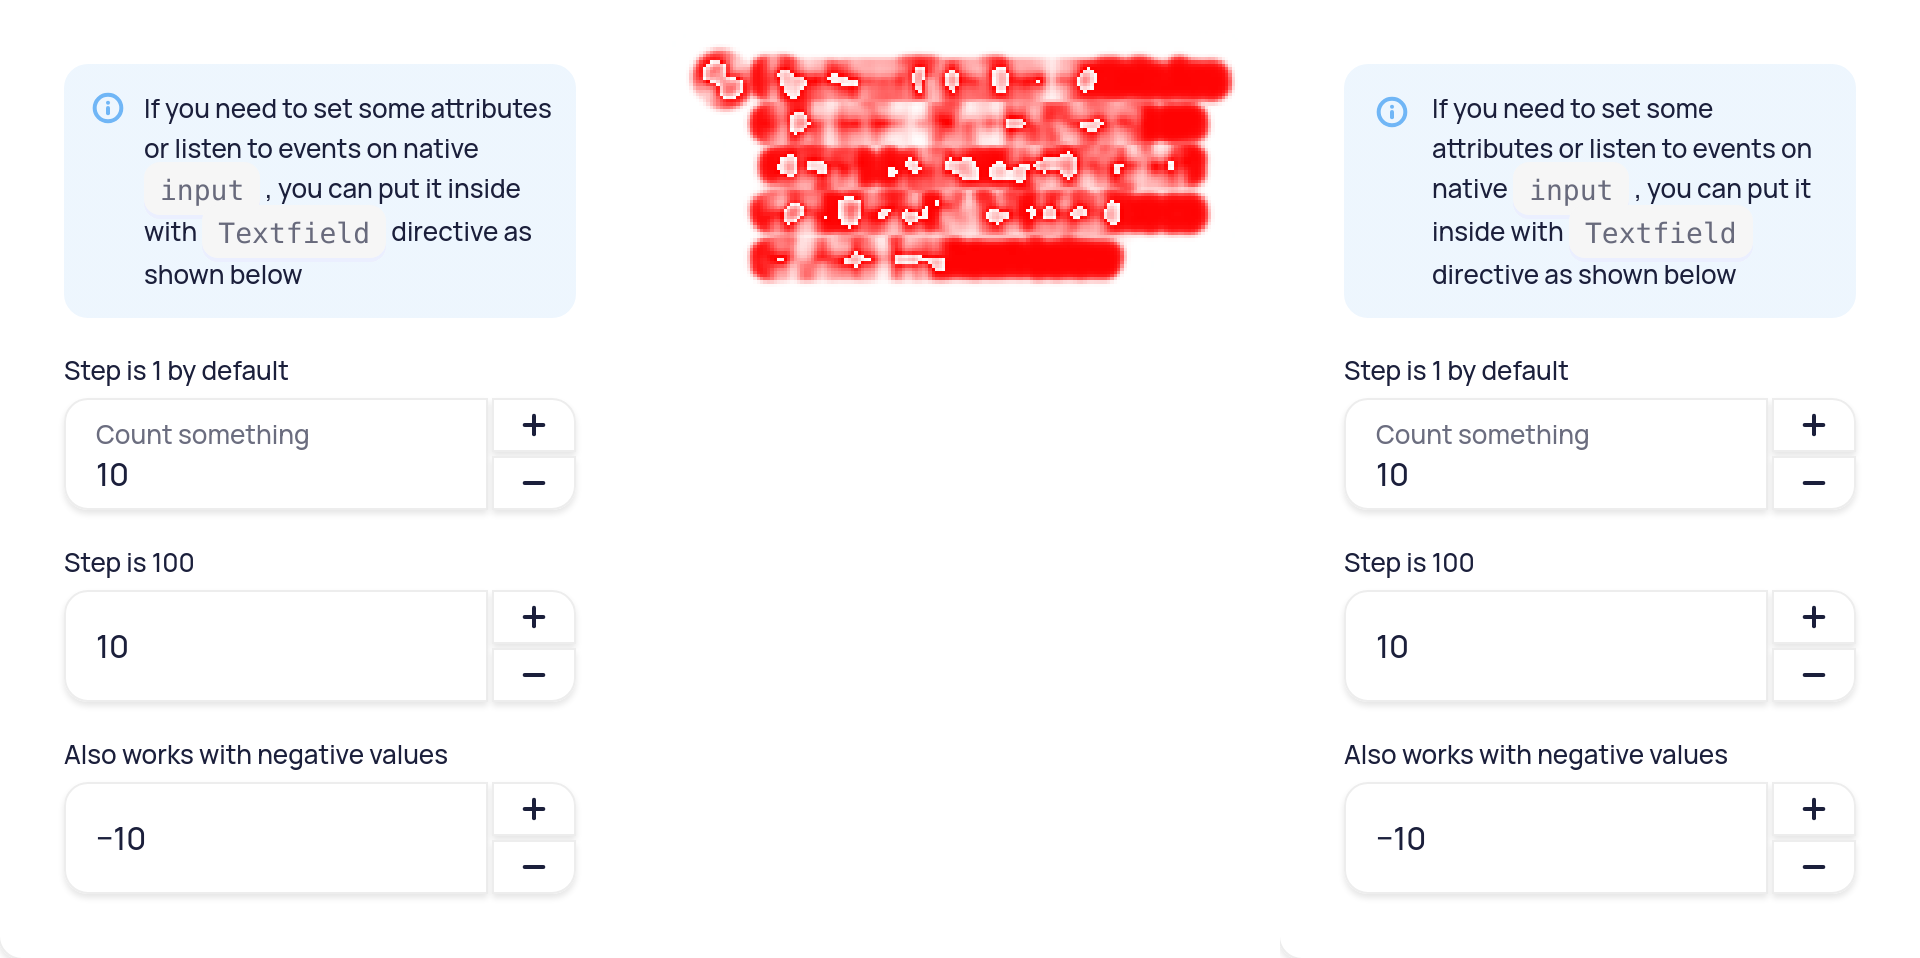 If you need to set some attributes
or listen to events on native
input , you can put it inside
with Textfield directive as
shown below
Step is 1 by default
Count something
10
Step is 100
10
Also works with negative values
−10
If you need to set some
attributes or listen to events on
native input , you can put it
inside with Textfield
directive as shown below
Step is 1 by default
Count something
10
Step is 100
10
Also works with negative values
−10